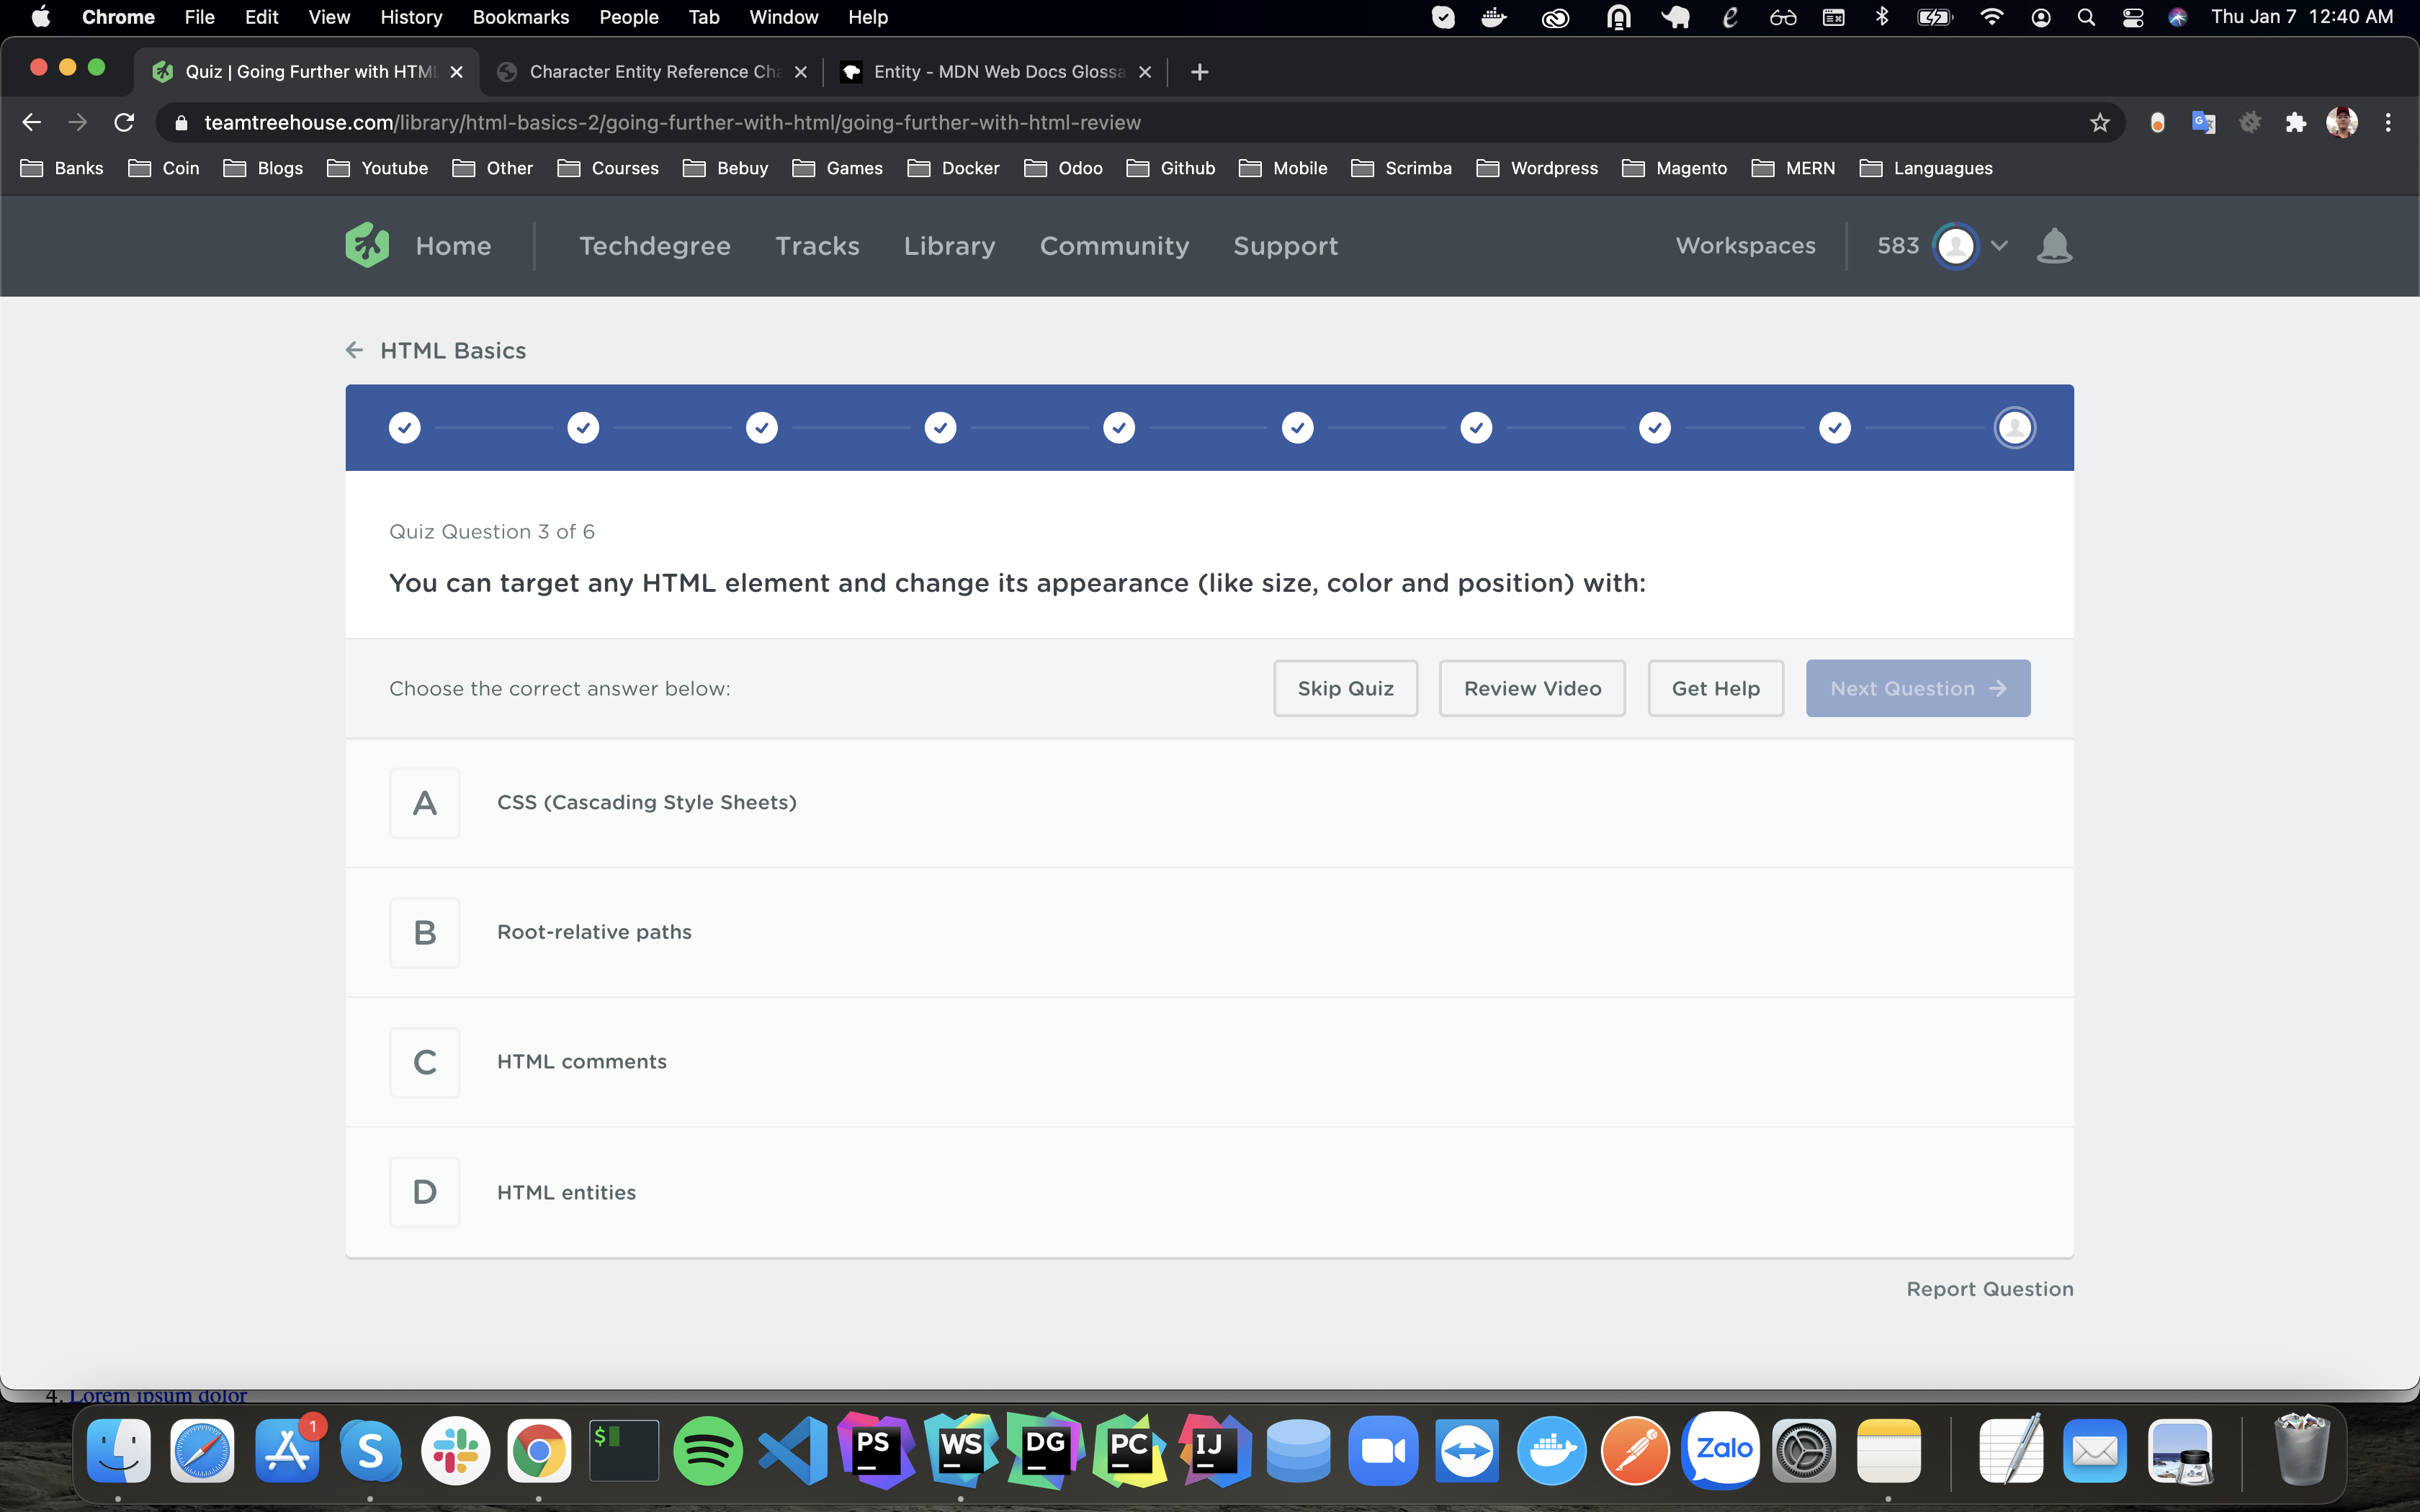 Chrome File Edit View History Bookmarks People Tab Window Help Thu Jan 7 12:40 AM
Quiz | Going Further with HTML Character Entity Reference Cha Entity - MDN Web Docs Glossa
teamtreehouse.com/library/html-basics-2/going-further-with-html/going-further-with-html-review
Banks Coin Blogs Youtube Other Courses Bebuy Games Docker Odoo Github Mobile Scrimba Wordpress Magento MERN Languagues
Home Techdegree Tracks Library Community Support Workspaces 583
HTML Basics
Quiz Question 3 of 6
You can target any HTML element and change its appearance (like size, color and position) with:
Choose the correct answer below: Skip Quiz Review Video Get Help Next Question
A CSS (Cascading Style Sheets)
B Root-relative paths
C HTML comments
D HTML entities
Report Question
4. Lorem ipsum dolor
1 S $ PS WS DG PC IJ Zalo